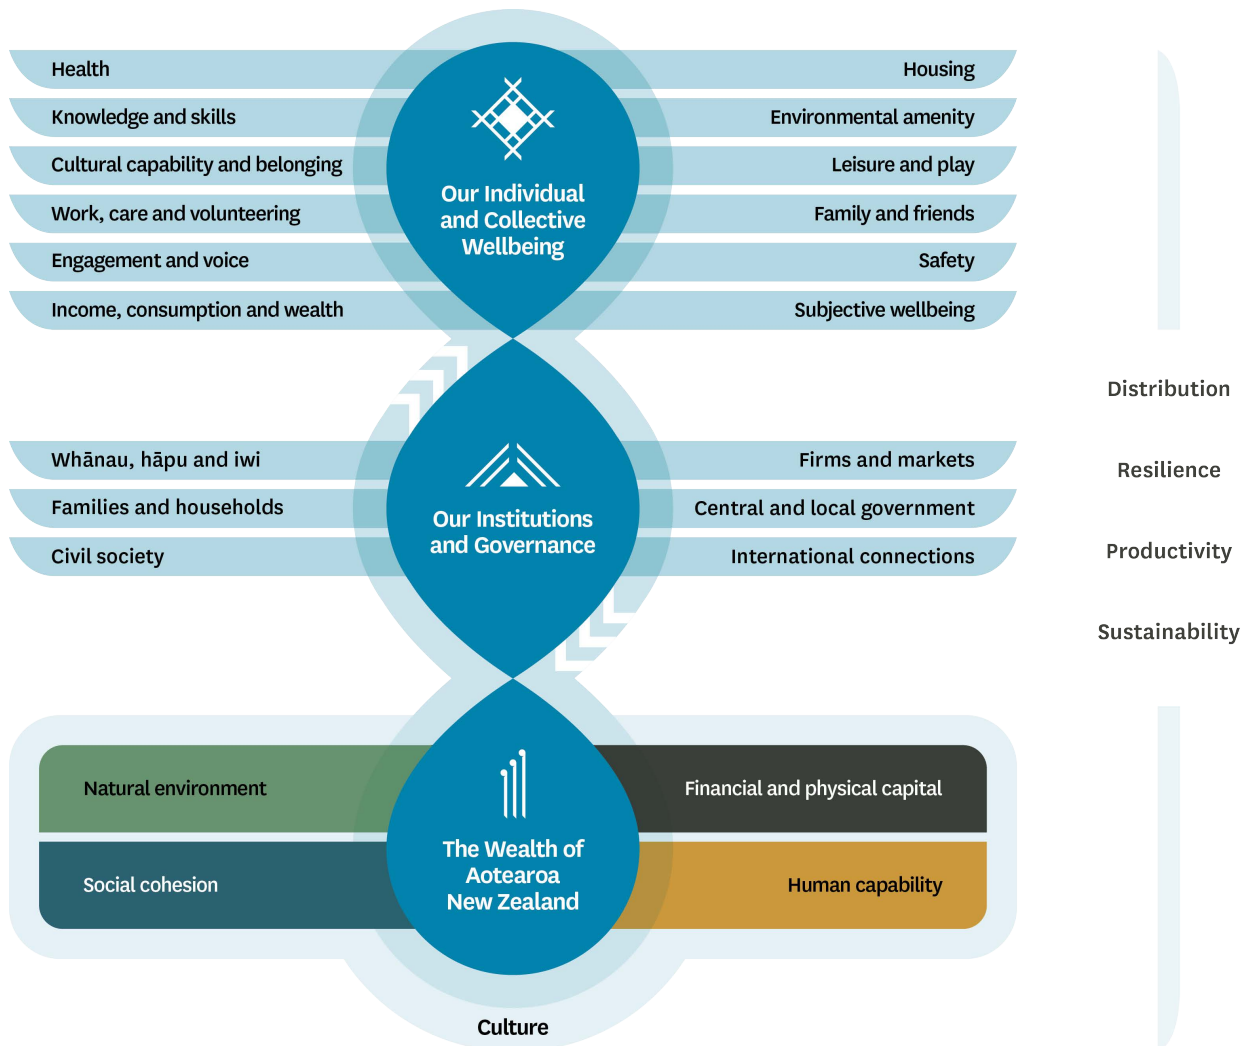 Health
Knowledge and skills
Cultural capability and belonging
Work, care and volunteering
Engagement and voice
Income, consumption and wealth
Our Individual
and Collective
Wellbeing
Housing
Environmental amenity
Leisure and play
Family and friends
Safety
Subjective wellbeing
Whānau, hāpu and iwi
Families and households
Civil society
Our Institutions
and Governance
Firms and markets
Central and local government
International connections
Natural environment
Social cohesion
The Wealth of
Aotearoa
New Zealand
Financial and physical capital
Human capability
Culture
Distribution
Resilience
Productivity
Sustainability